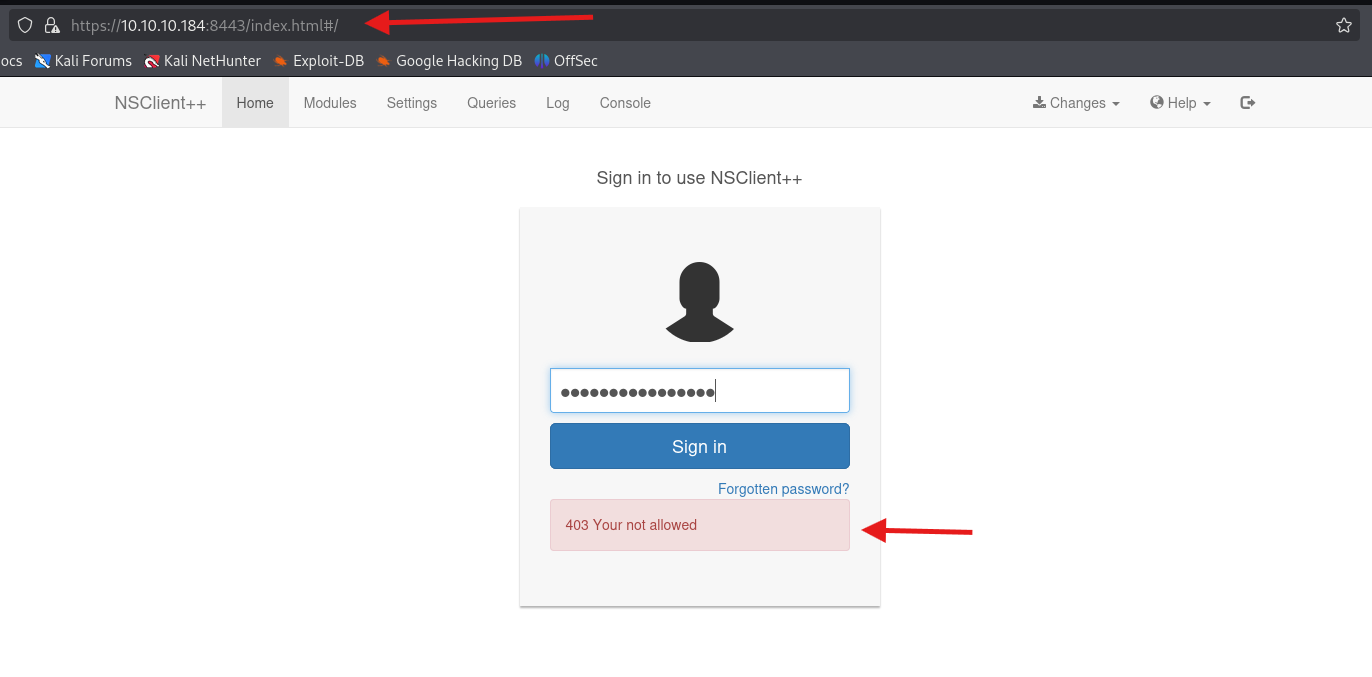 https://10.10.10.184:8443/index.html#/
ocs Kali Forums Kali NetHunter Exploit-DB Google Hacking DB OffSec
NSClient++ Home Modules Settings Queries Log Console Changes Help
Sign in to use NSClient++
●●●●●●●●●●●●●●●●
Sign in
Forgotten password?
403 Your not allowed